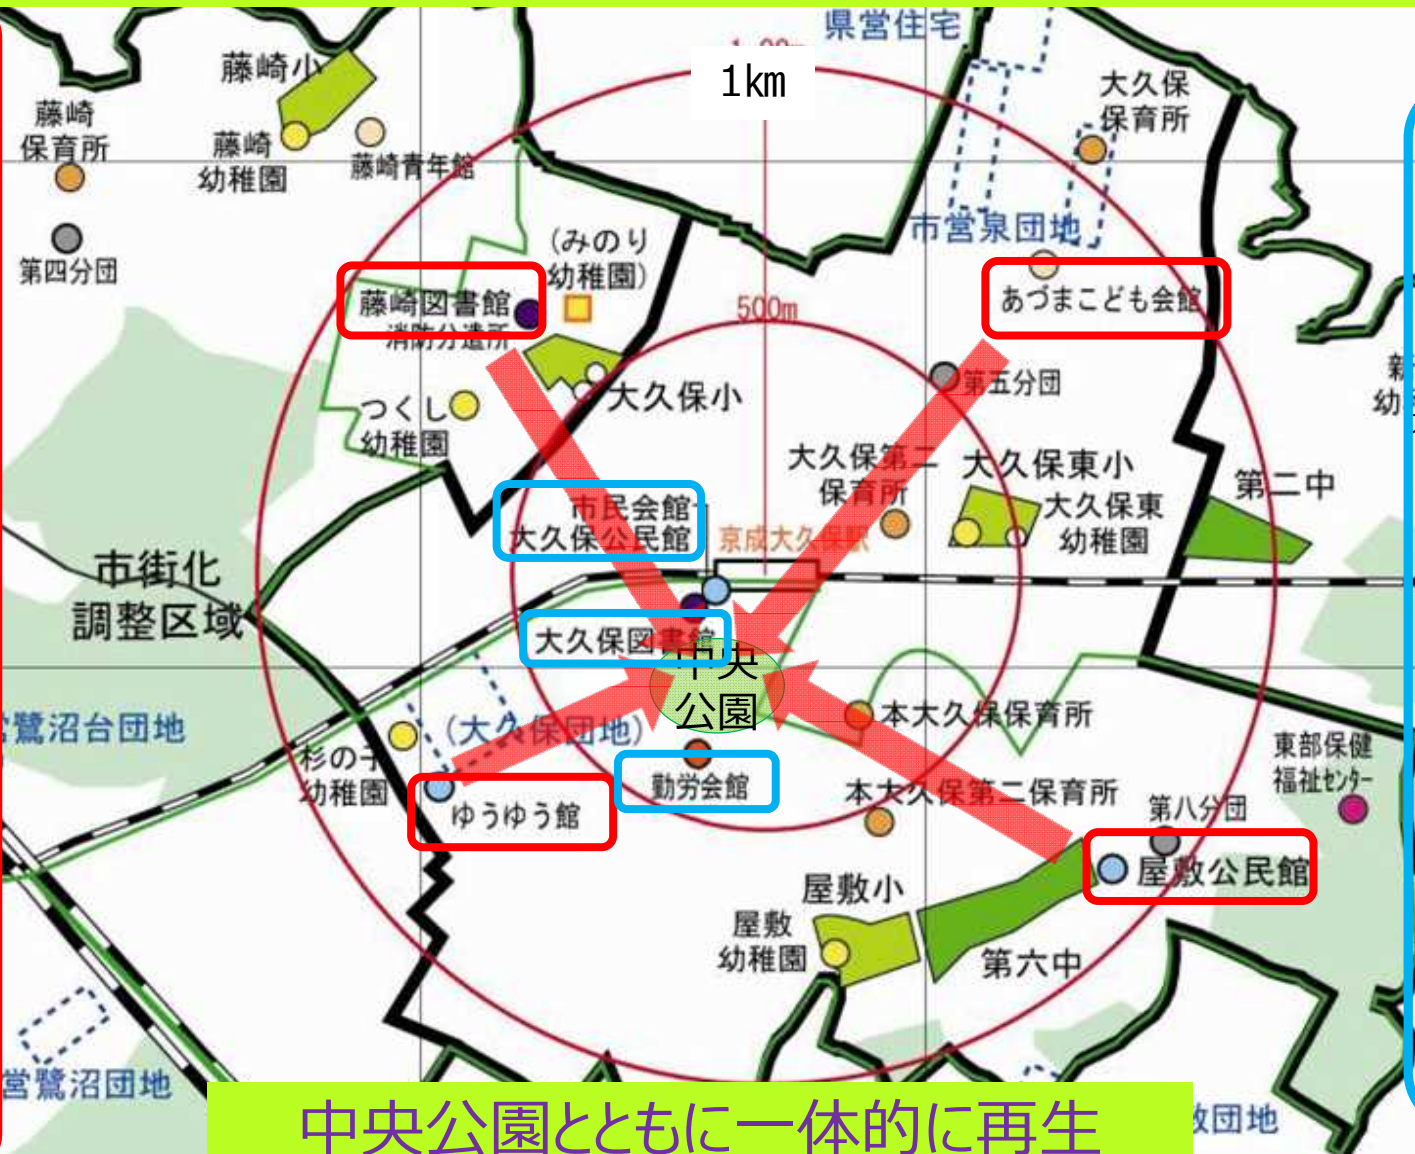 県営住宅
1km
藤崎小
大久保
保育所
藤崎
保育所
藤崎
幼稚園
藤崎青年館
市営泉団地
(みのり
幼稚園)
第四分団
藤崎図書館
消防分遣所
500m
あづまこども会館
大久保小
第五分団
つくし
幼稚園
大久保第二
保育所
大久保東小
大久保東
幼稚園
第二中
市民会館
大久保公民館
京成大久保駅
市街化
調整区域
大久保図書館
中央
公園
営鷺沼台団地
(大久保団地)
本大久保保育所
杉の子
幼稚園
勤労会館
東部保健
福祉センター
ゆうゆう館
本大久保第二保育所
第八分団
屋敷公民館
屋敷小
屋敷
幼稚園
第六中
営鷺沼団地
中央公園とともに一体的に再生
敷団地